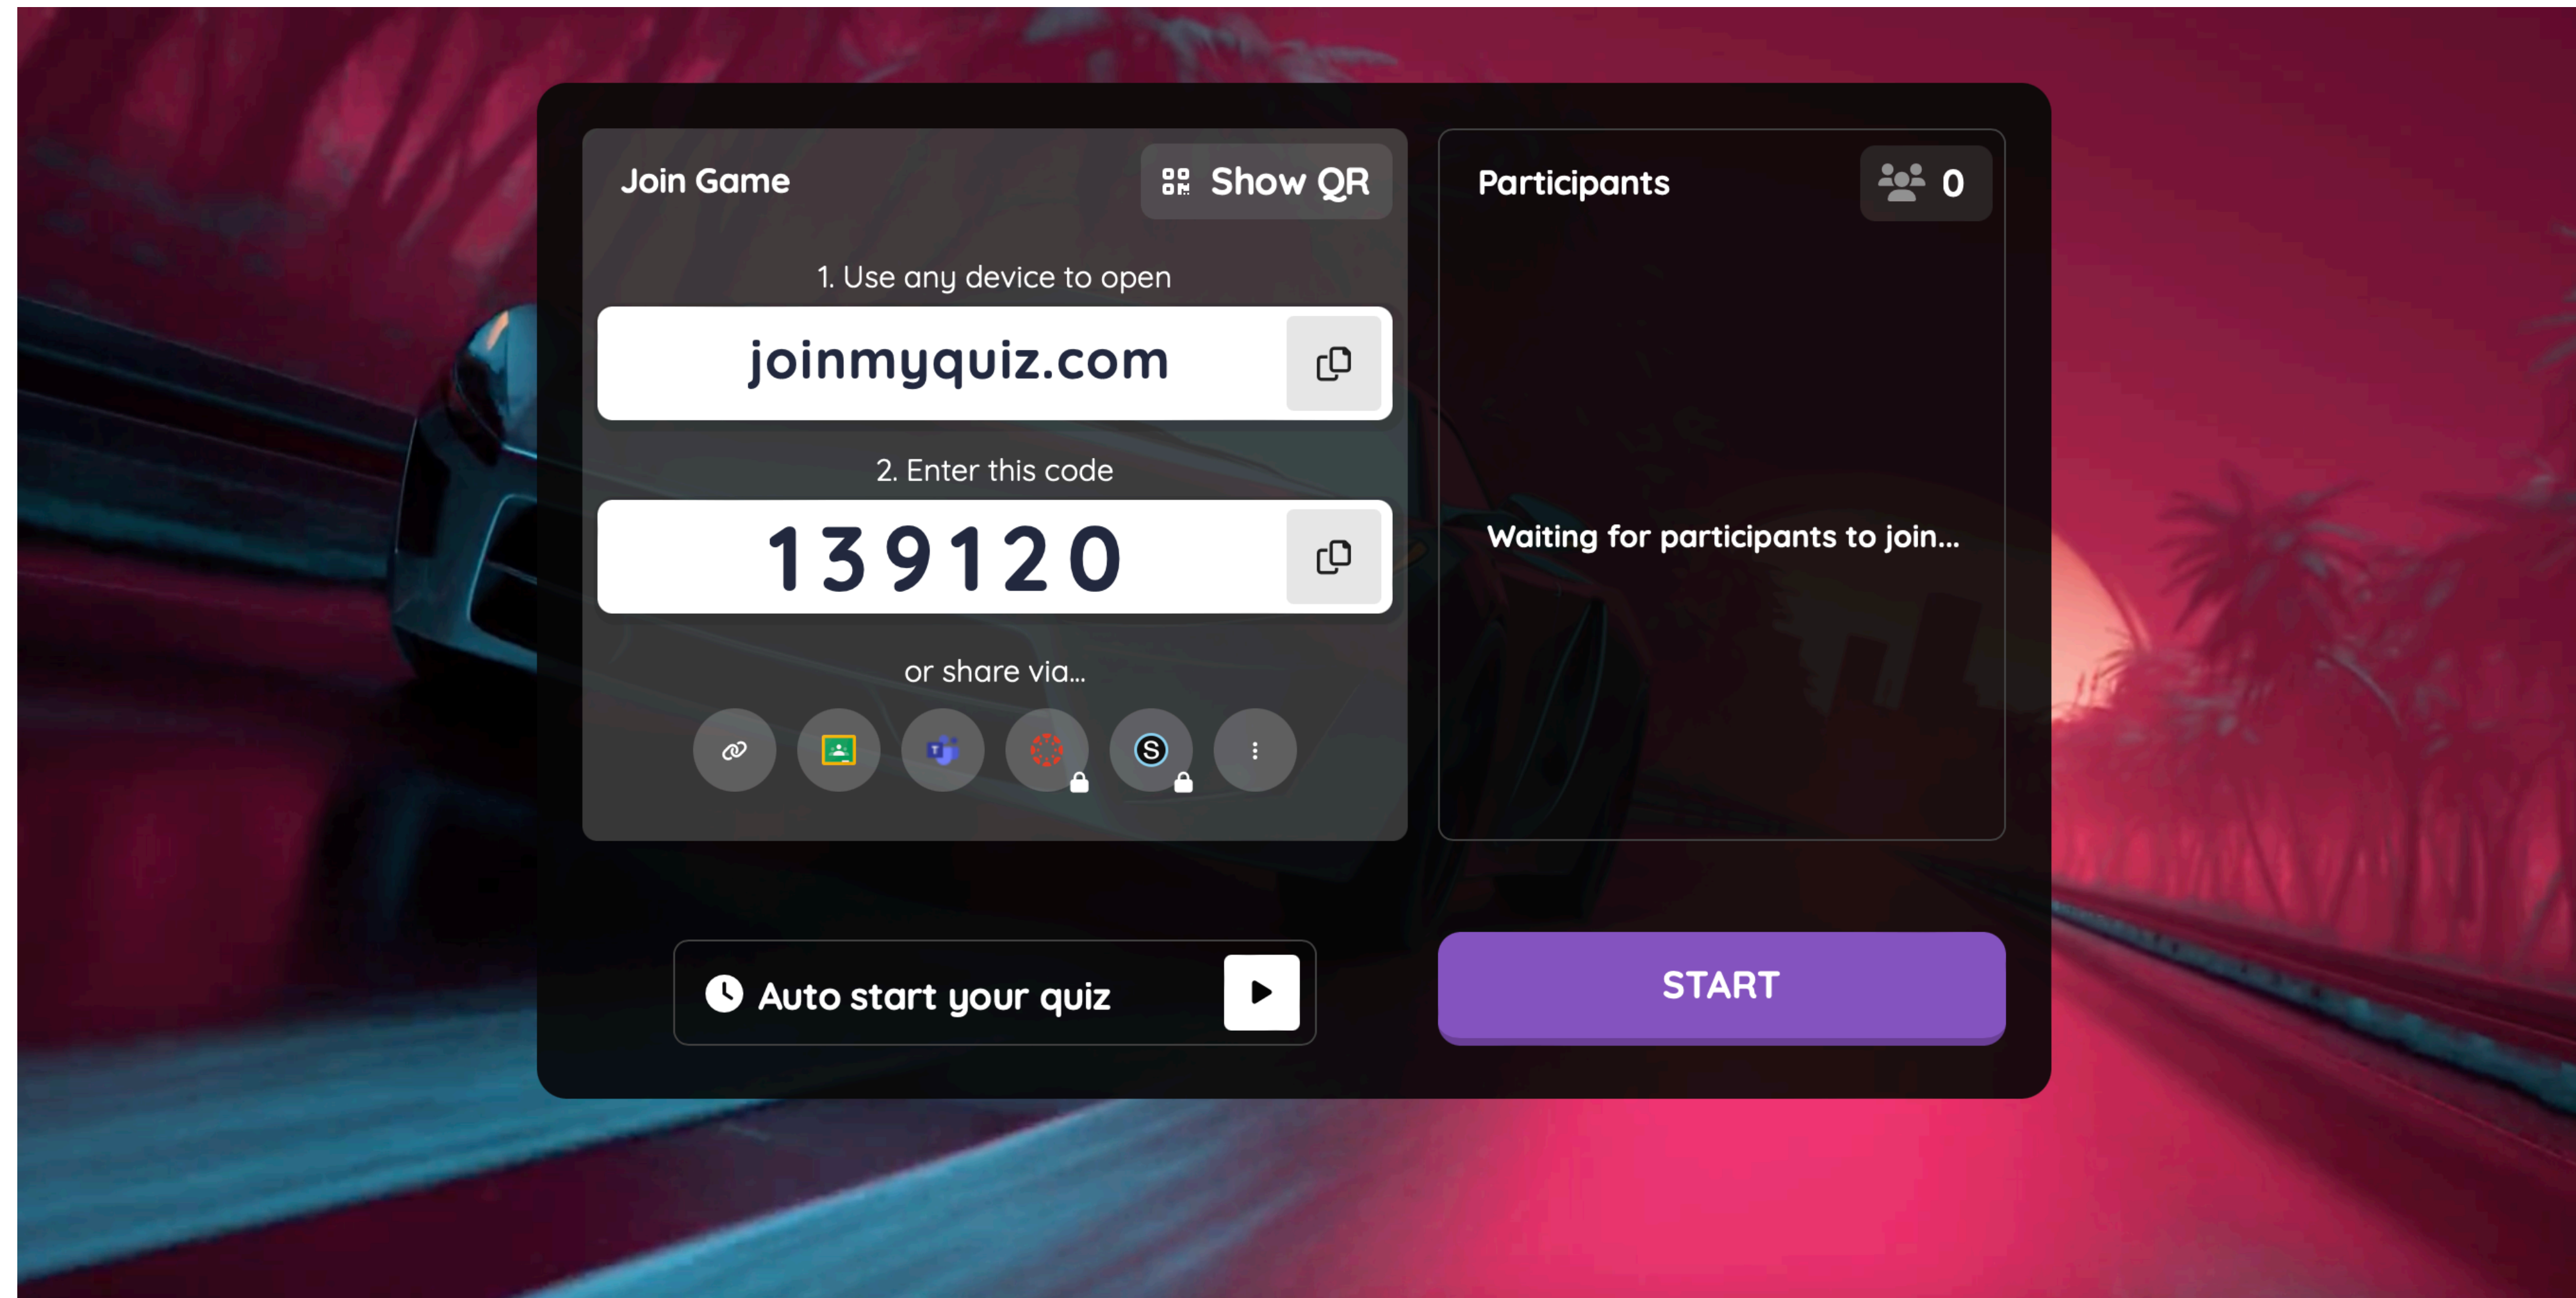 Join Game
Show QR
1. Use any device to open
joinmyquiz.com
2. Enter this code
139120
or share via...
T
S
Auto start your quiz
Participants
0
Waiting for participants to join...
START